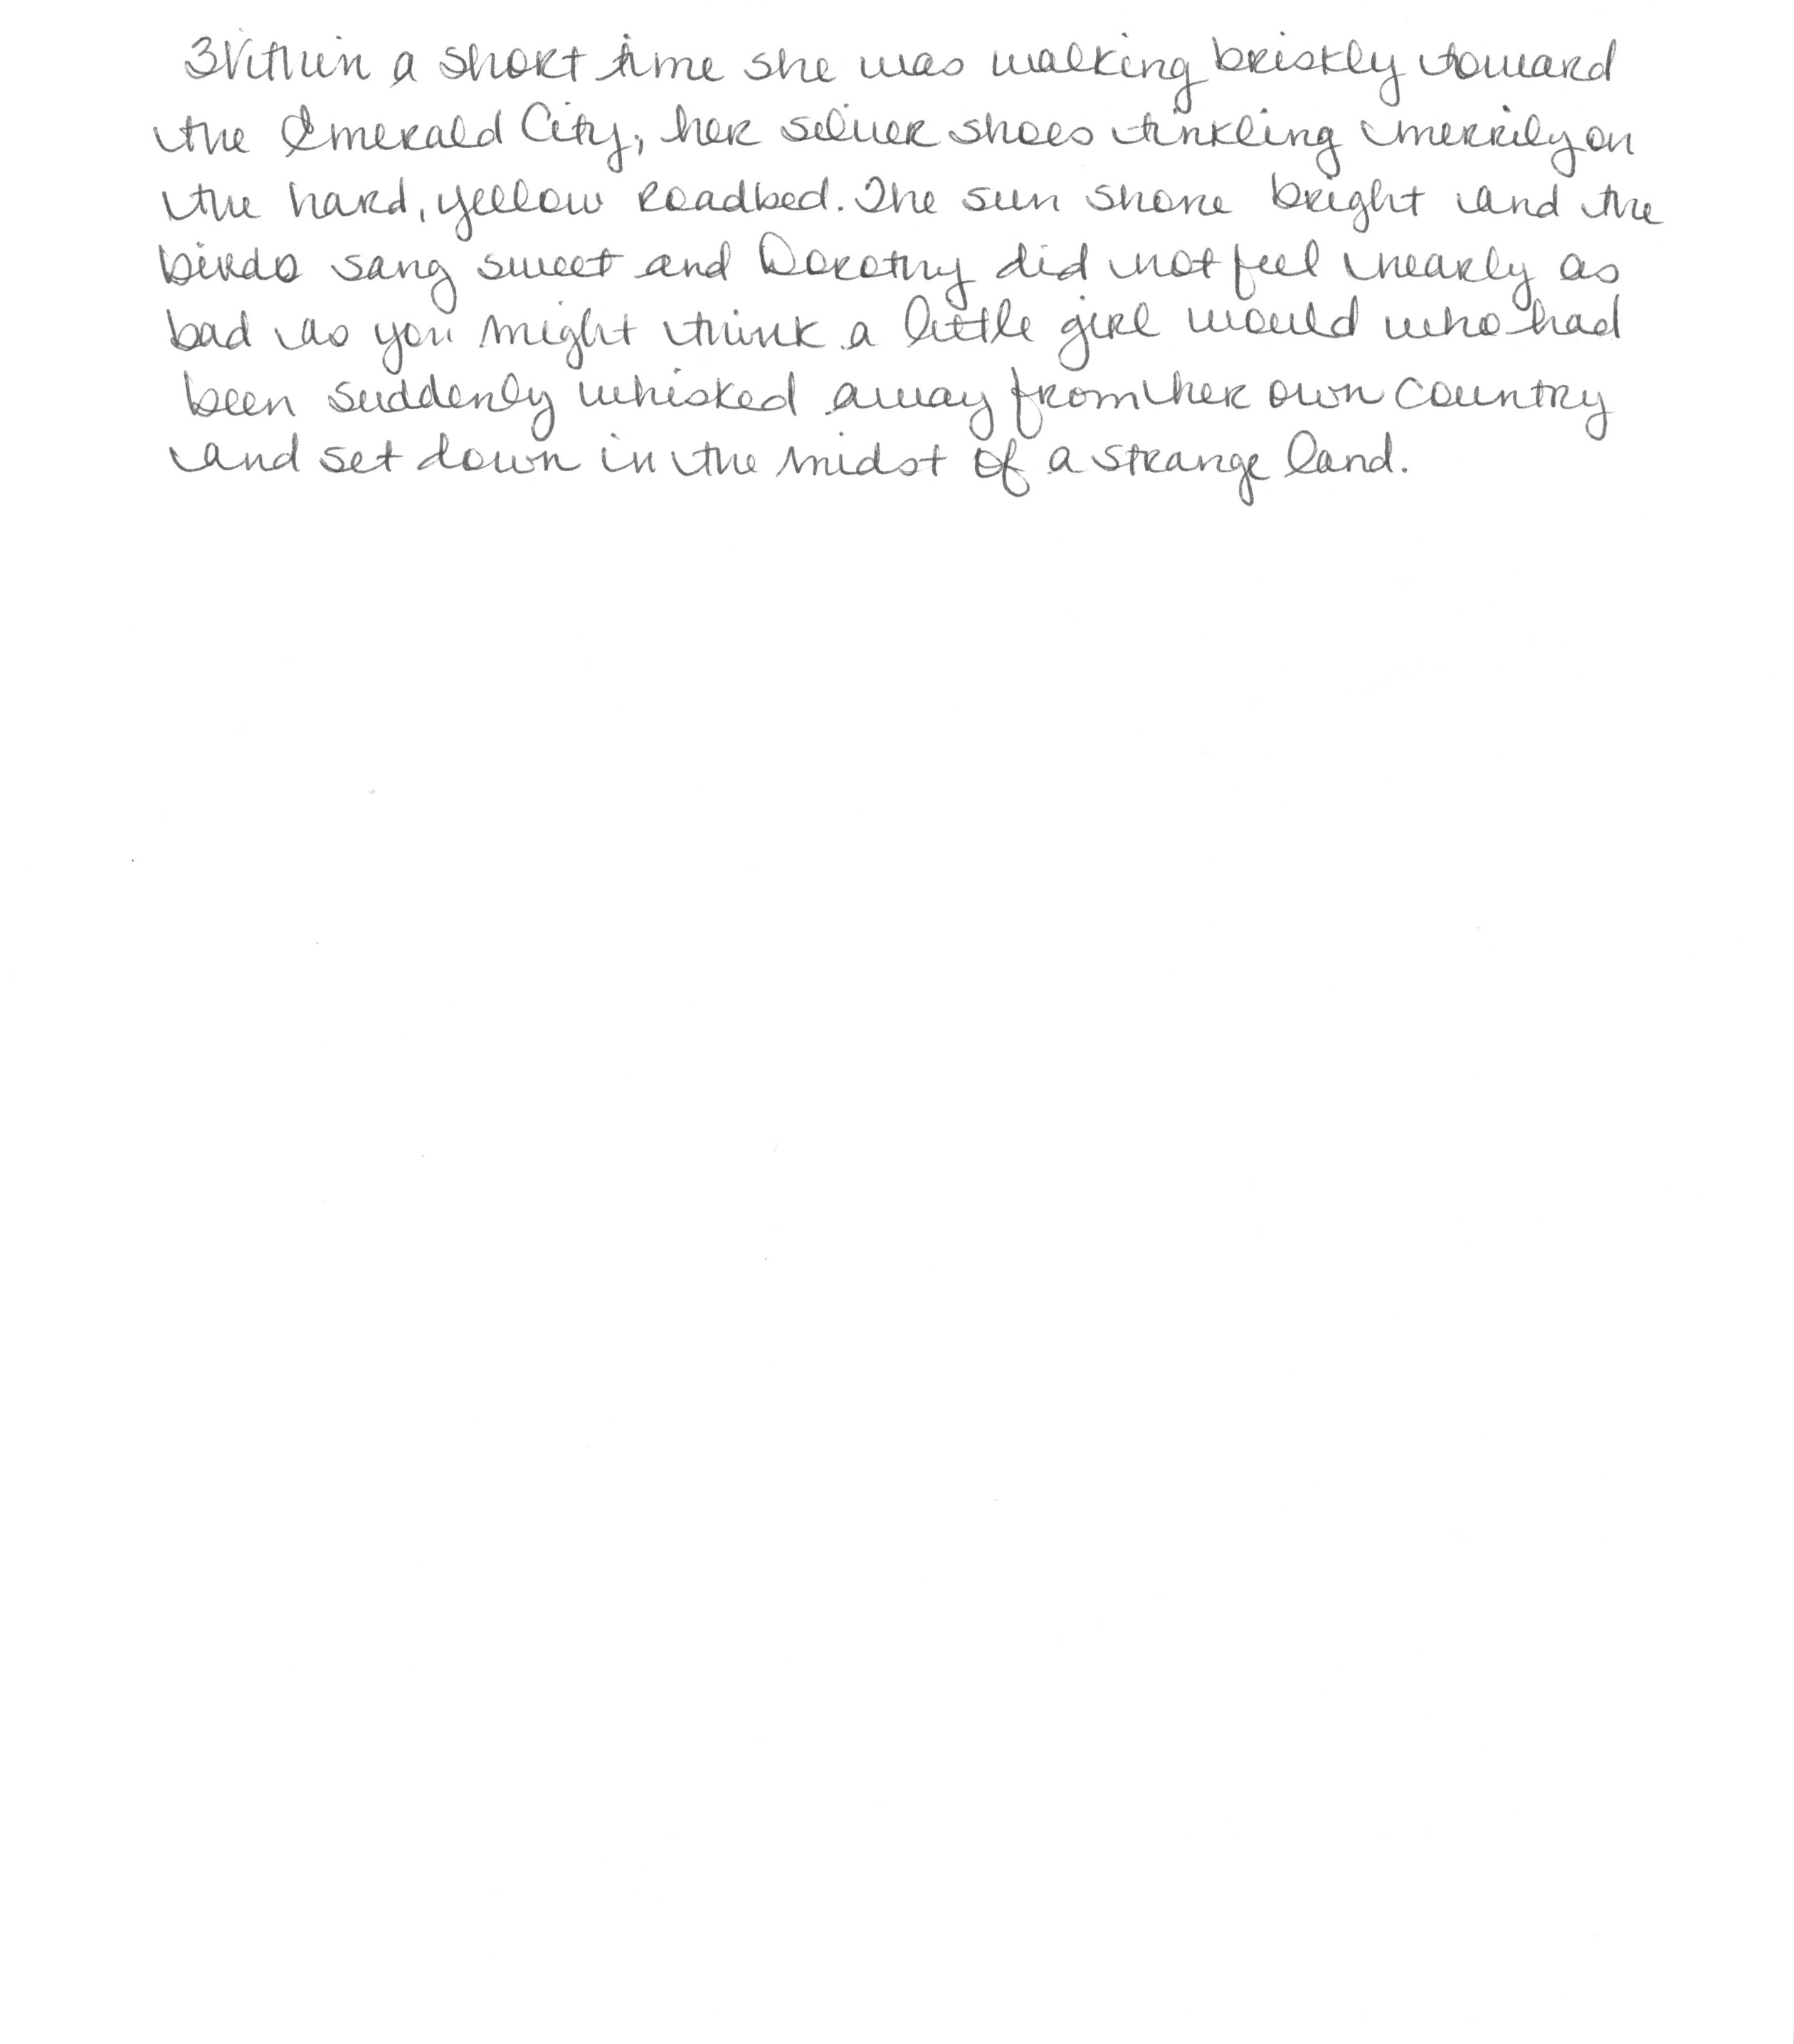 Within a short time she was walking briskly toward
the Emerald City, her silver shoes tinkling merrily on
the hard, yellow roadbed. The sun shone bright and the
birds sang sweet and Dorothy did not feel nearly as
bad as you might think a little girl would who had
been suddenly whisked away from her own country
and set down in the midst of a strange land.